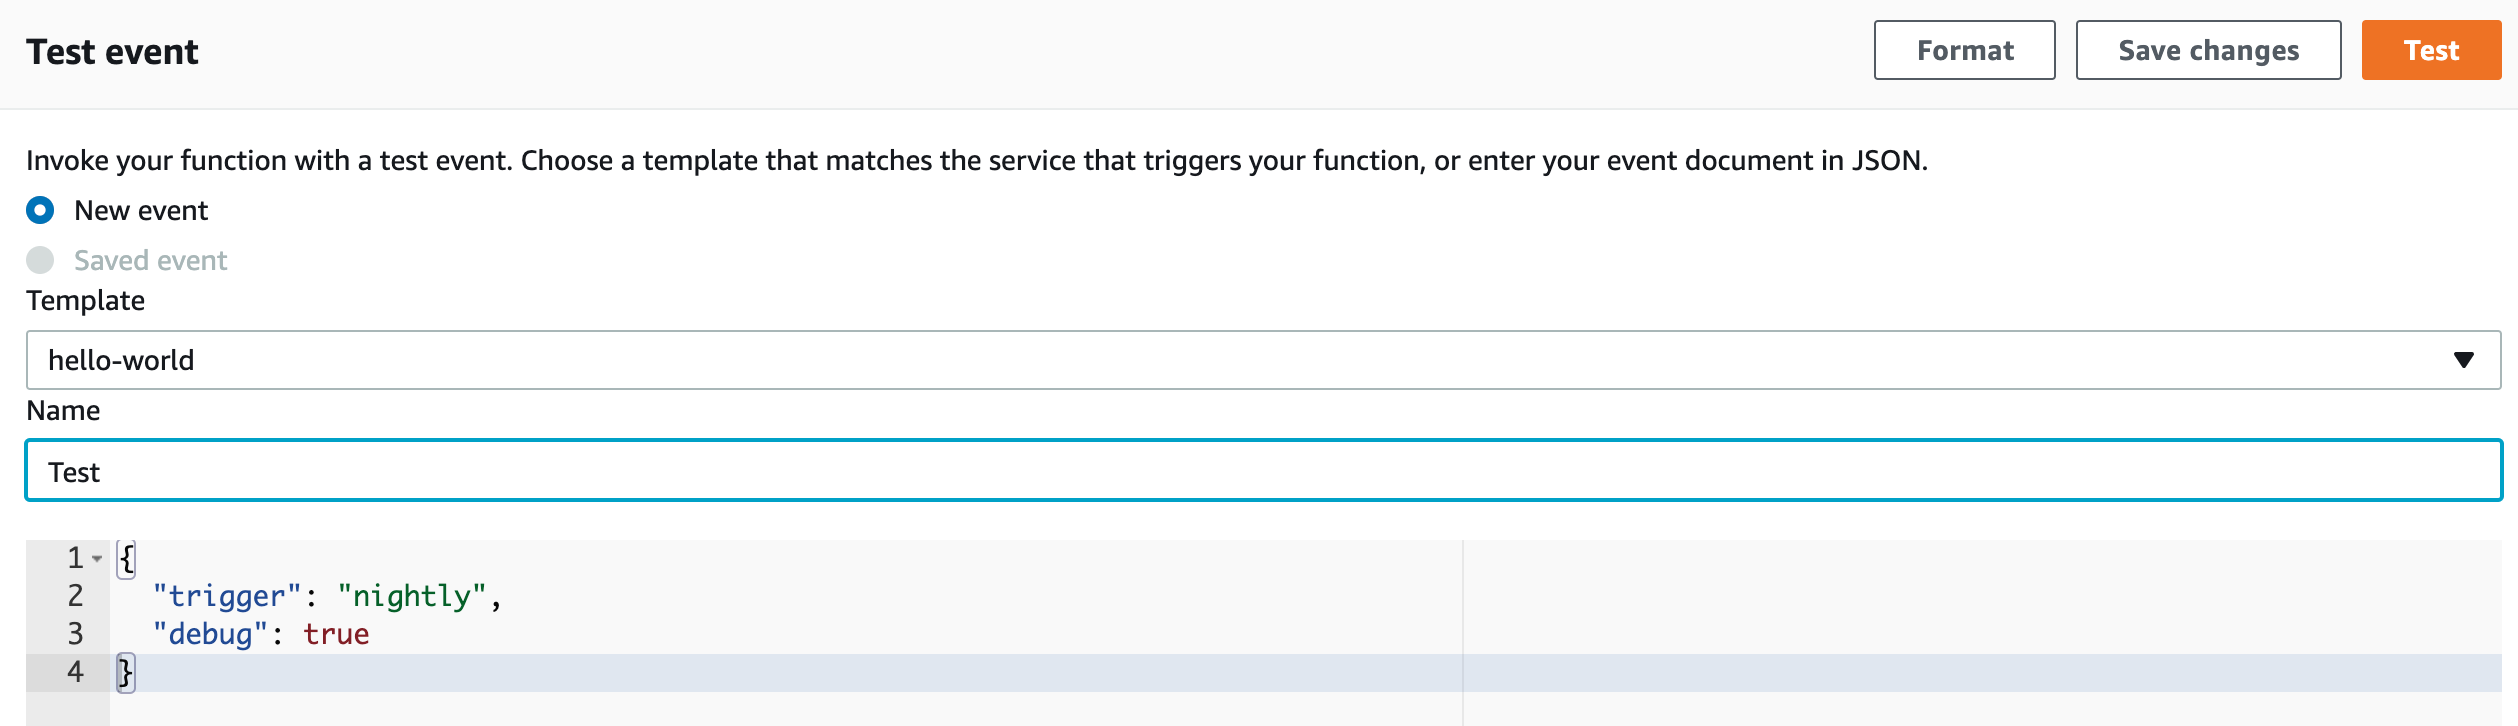 Test event
Format
Save changes
Test
Invoke your function with a test event. Choose a template that matches the service that triggers your function, or enter your event document in JSON.
New event
Saved event
Template
hello-world
Name
Test
1 {
2 "trigger": "nightly",
3 "debug": true
4 }